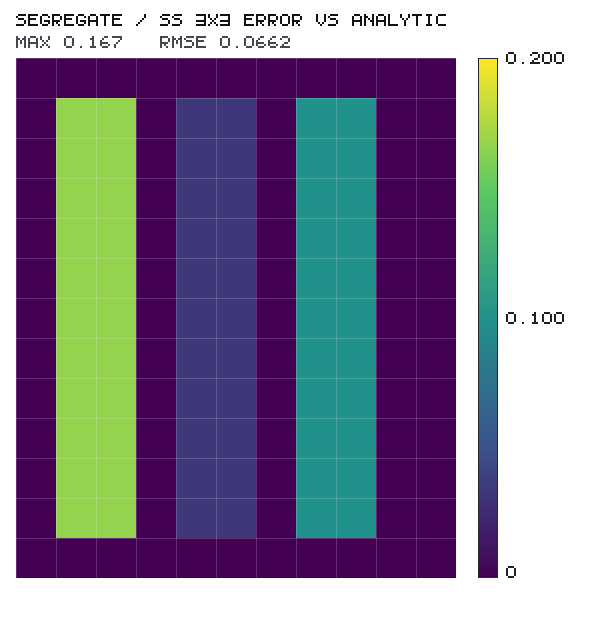 SEGREGATE / SS 3X3 ERROR VS ANALYTIC
MAX 0.167 RMSE 0.0662
0.200
0.100
0